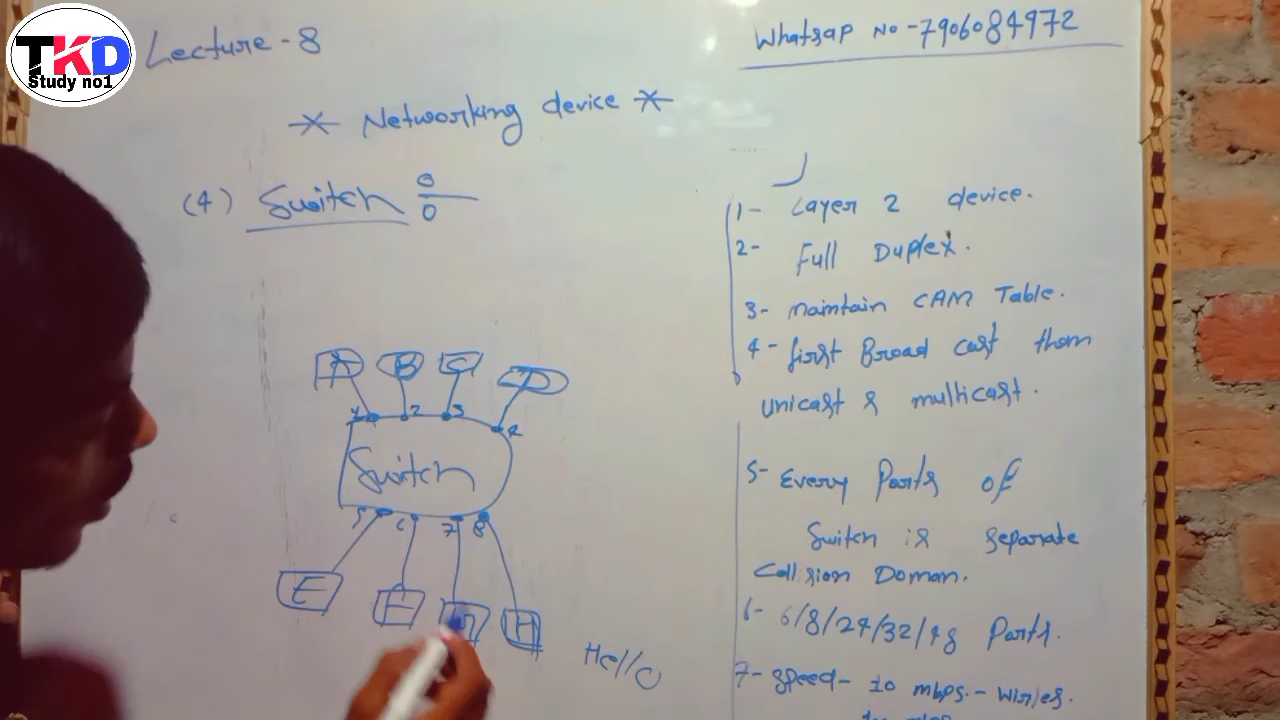 TKD
Study no1
Lecture - 8
Whatsap No - 7906084972
* Networking device *
(4) Switch
1- Layer 2 device.
2- Full Duplex.
3- maintain CAM Table.
4- first Broad cast them
unicast & multicast.
5- Every Ports of
Switch is separate
Collision Doman.
6- 6/8/24/32/48 Ports.
7- speed- 10 mbps.-
A B C D
1 2 3 4
Switch
5 6 7 8
E F G H
Hello